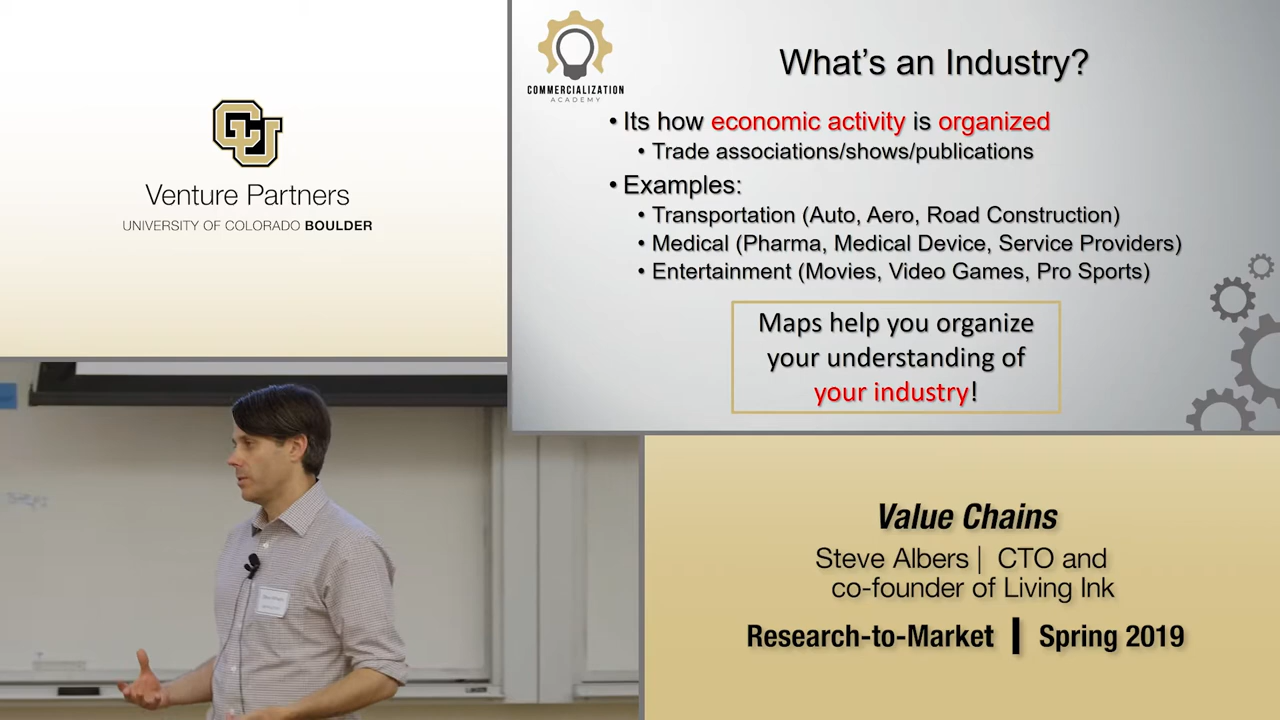 CU
Venture Partners
UNIVERSITY OF COLORADO BOULDER
COMMERCIALIZATION
ACADEMY
What's an Industry?
• Its how economic activity is organized
• Trade associations/shows/publications
• Examples:
• Transportation (Auto, Aero, Road Construction)
• Medical (Pharma, Medical Device, Service Providers)
• Entertainment (Movies, Video Games, Pro Sports)
Maps help you organize
your understanding of
your industry!
Value Chains
Steve Albers | CTO and
co-founder of Living Ink
Research-to-Market | Spring 2019